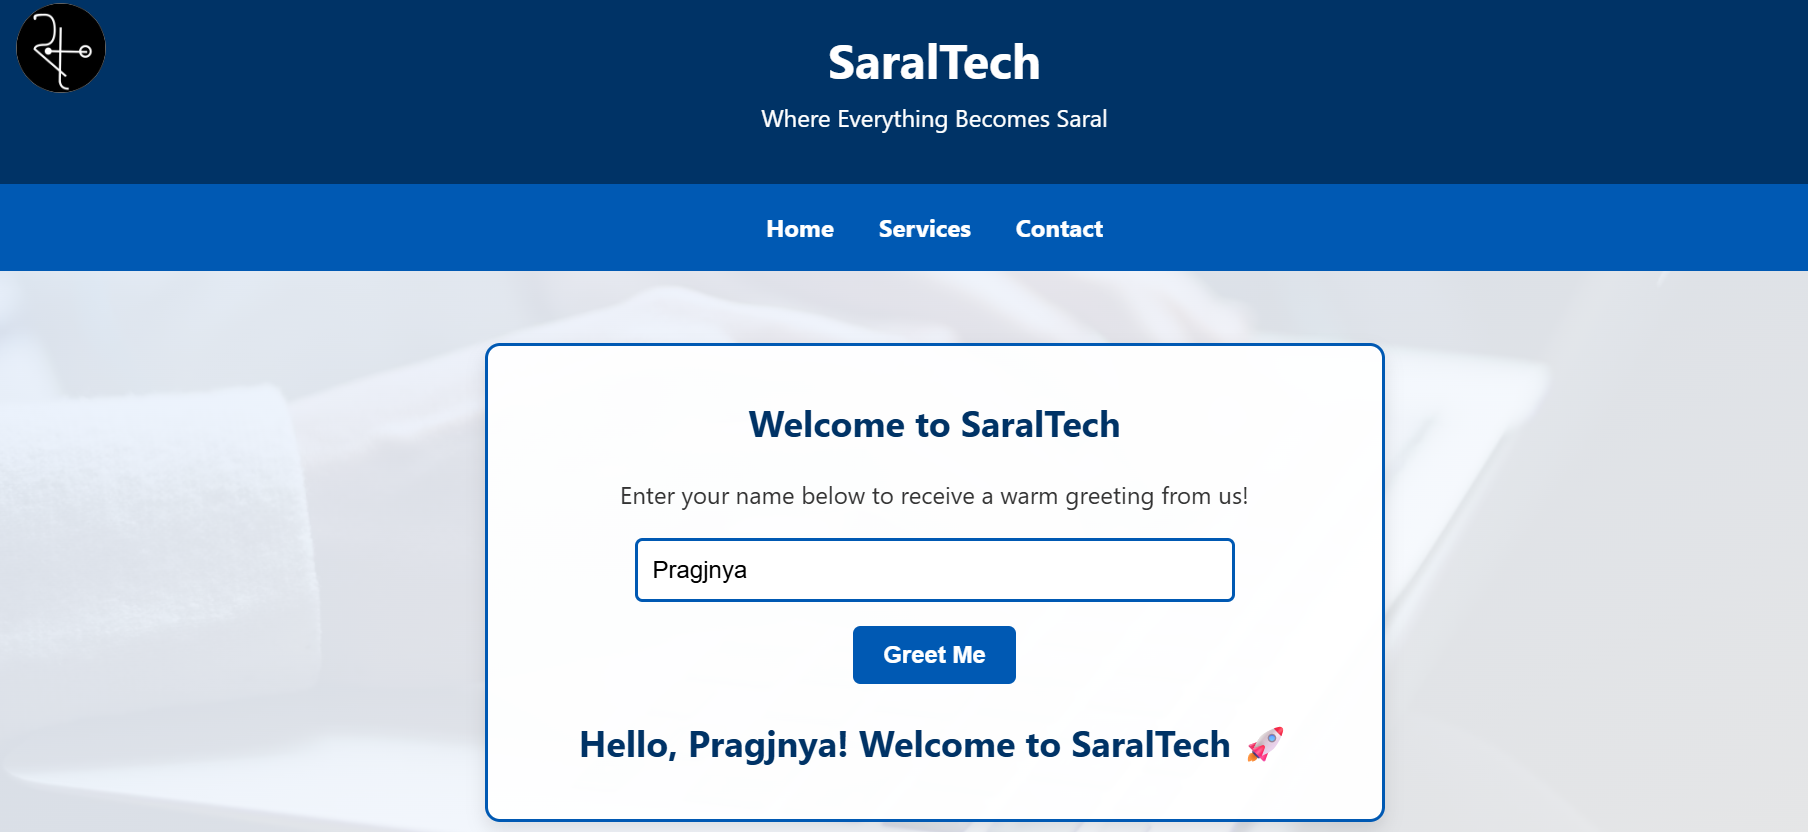 SaralTech
Where Everything Becomes Saral
Home Services Contact
Welcome to SaralTech
Enter your name below to receive a warm greeting from us!
Pragjnya
Greet Me
Hello, Pragjnya! Welcome to SaralTech 🚀